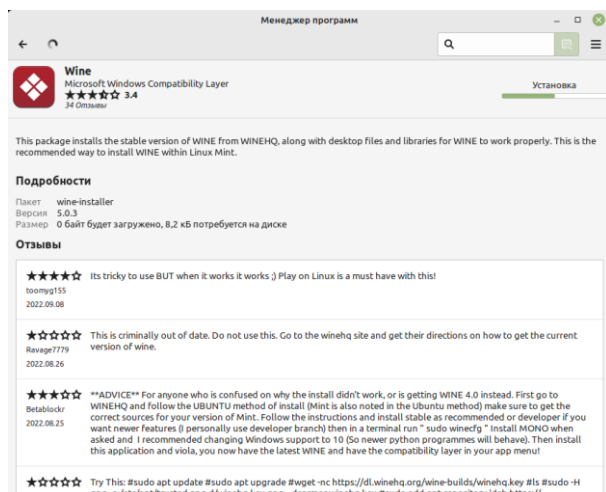 Менеджер программ
Wine
Microsoft Windows Compatibility Layer
3.4
34 Отзывы
Установка
This package installs the stable version of WINE from WINEHQ, along with desktop files and libraries for WINE to work properly. This is the
recommended way to install WINE within Linux Mint.
Подробности
Пакет wine-installer
Версия 5.0.3
Размер 0 байт будет загружено, 8,2 кБ потребуется на диске
Отзывы
Its tricky to use BUT when it works it works ;) Play on Linux is a must have with this!
toomyg155
2022.09.08
This is criminally out of date. Do not use this. Go to the winehq site and get their directions on how to get the current
version of wine.
Ravage7779
2022.08.26
**ADVICE** For anyone who is confused on why the install didn't work, or is getting WINE 4.0 instead. First go to
WINEHQ and follow the UBUNTU method of install (Mint is also noted in the Ubuntu method) make sure to get the
correct sources for your version of Mint. Follow the instructions and install stable as recommended or developer if you
want newer features (I personally use developer branch) then in a terminal run " sudo winecfg " Install MONO when
asked and I recommended changing Windows support to 10 (So newer python programmes will behave). Then install
this application and viola, you now have the latest WINE and have the compatibility layer in your app menu!
Betablockr
2022.08.25
Try This: #sudo apt update #sudo apt upgrade #wget -nc https://dl.winehq.org/wine-builds/winehq.key #ls #sudo -H